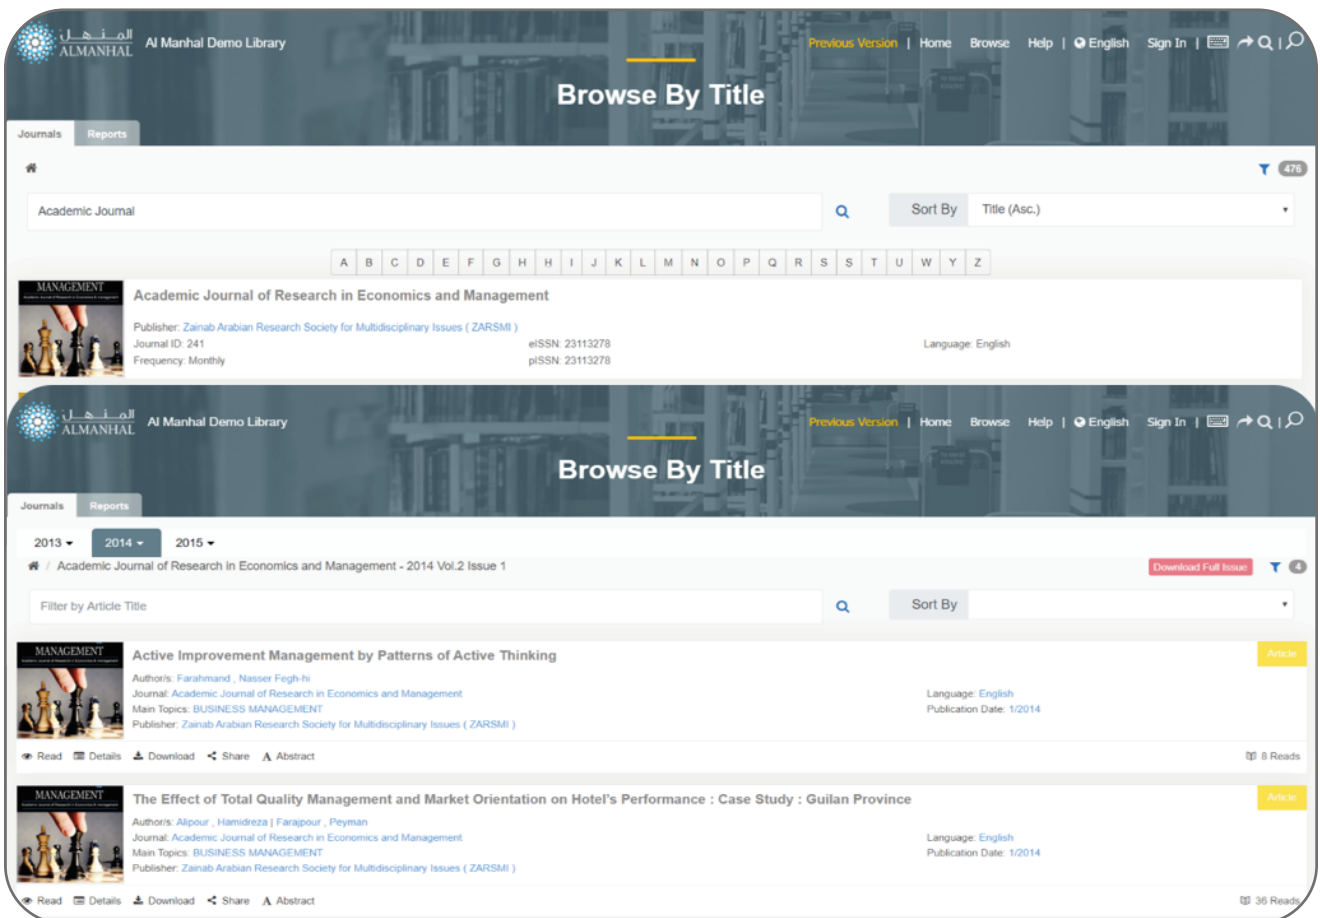 المنهل
ALMANHAL
Al Manhal Demo Library
Previous Version | Home Browse Help | English Sign In |
Browse By Title
Journals Reports
476
Academic Journal
Sort By Title (Asc.)
A B C D E F G H H I J K L M N O P Q R S S T U W Y Z
MANAGEMENT
Academic Journal of Research in Economics and Management
Publisher: Zainab Arabian Research Society for Multidisciplinary Issues ( ZARSMI )
Journal ID: 241 eISSN: 23113278 Language: English
Frequency: Monthly pISSN: 23113278
المنهل
ALMANHAL
Al Manhal Demo Library
Previous Version | Home Browse Help | English Sign In |
Browse By Title
Journals Reports
2013 2014 2015
/ Academic Journal of Research in Economics and Management - 2014 Vol.2 Issue 1
Download Full Issue 4
Filter by Article Title
Sort By
MANAGEMENT
Active Improvement Management by Patterns of Active Thinking
Article
Author/s: Farahmand , Nasser Fegh-hi
Journal: Academic Journal of Research in Economics and Management Language: English
Main Topics: BUSINESS MANAGEMENT Publication Date: 1/2014
Publisher: Zainab Arabian Research Society for Multidisciplinary Issues ( ZARSMI )
Read Details Download Share A Abstract 8 Reads
MANAGEMENT
The Effect of Total Quality Management and Market Orientation on Hotel's Performance : Case Study : Guilan Province
Article
Author/s: Alipour , Hamidreza | Farajpour , Peyman
Journal: Academic Journal of Research in Economics and Management Language: English
Main Topics: BUSINESS MANAGEMENT Publication Date: 1/2014
Publisher: Zainab Arabian Research Society for Multidisciplinary Issues ( ZARSMI )
Read Details Download Share A Abstract 36 Reads